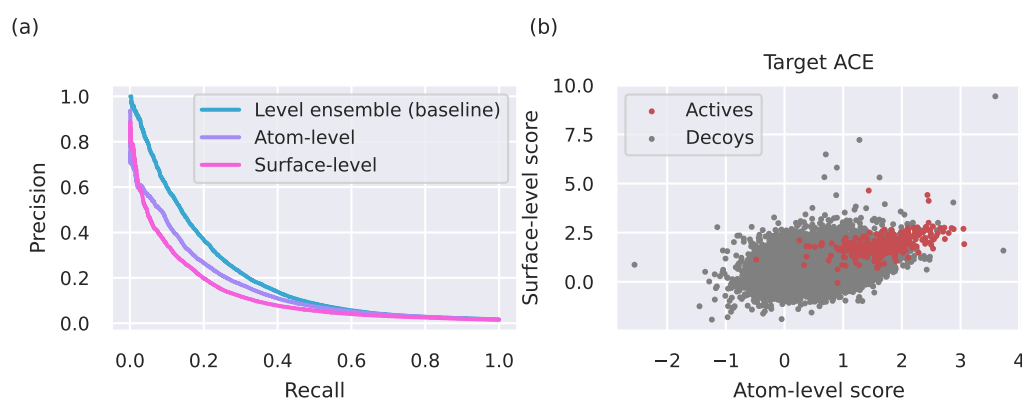 (a)
1.0
0.8
0.6
0.4
0.2
0.0
Precision
Level ensemble (baseline)
Atom-level
Surface-level
0.0 0.2 0.4 0.6 0.8 1.0
Recall
(b)
Target ACE
10.0
7.5
5.0
2.5
0.0
Surface-level score
Actives
Decoys
−2 −1 0 1 2 3 4
Atom-level score